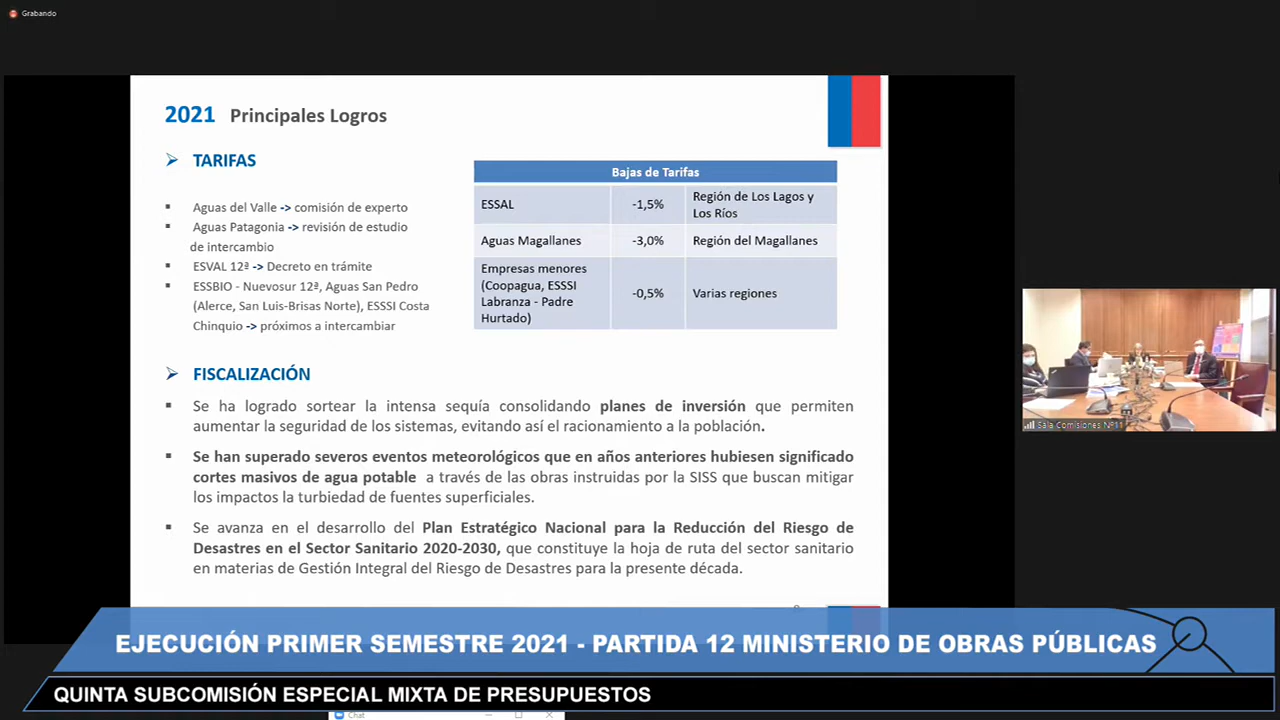 Grabando
2021 Principales Logros
➢ TARIFAS
▪ Aguas del Valle -> comisión de experto
▪ Aguas Patagonia -> revisión de estudio
de intercambio
▪ ESVAL 12ª -> Decreto en trámite
▪ ESSBIO - Nuevosur 12ª, Aguas San Pedro
(Alerce, San Luis-Brisas Norte), ESSSI Costa
Chinquio -> próximos a intercambiar
Bajas de Tarifas
ESSAL -1,5% Región de Los Lagos y
Los Ríos
Aguas Magallanes -3,0% Región del Magallanes
Empresas menores
(Coopagua, ESSSI
Labranza - Padre
Hurtado) -0,5% Varias regiones
➢ FISCALIZACIÓN
▪ Se ha logrado sortear la intensa sequía consolidando planes de inversión que permiten
aumentar la seguridad de los sistemas, evitando así el racionamiento a la población.
▪ Se han superado severos eventos meteorológicos que en años anteriores hubiesen significado
cortes masivos de agua potable a través de las obras instruidas por la SISS que buscan mitigar
los impactos la turbiedad de fuentes superficiales.
▪ Se avanza en el desarrollo del Plan Estratégico Nacional para la Reducción del Riesgo de
Desastres en el Sector Sanitario 2020-2030, que constituye la hoja de ruta del sector sanitario
en materias de Gestión Integral del Riesgo de Desastres para la presente década.
Sala Comisiones N°11
EJECUCIÓN PRIMER SEMESTRE 2021 - PARTIDA 12 MINISTERIO DE OBRAS PÚBLICAS
QUINTA SUBCOMISIÓN ESPECIAL MIXTA DE PRESUPUESTOS
Chat